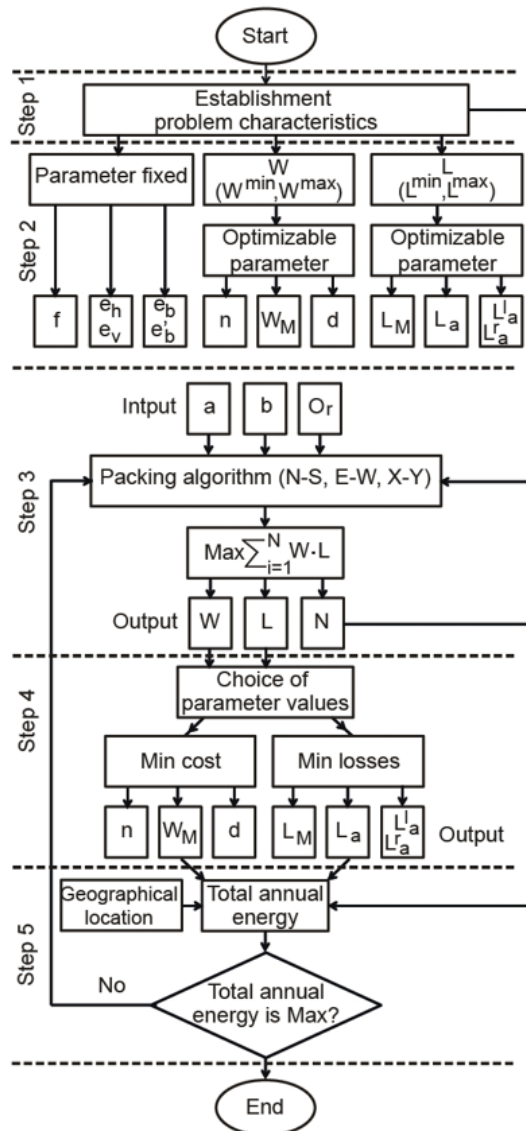 Start
Step 1
Establishment
problem characteristics
Step 2
Parameter fixed
W
(W^min, W^max)
L
(L^min, L^max)
Optimizable
parameter
Optimizable
parameter
f
e_h
e_v
e_b
e'_b
n
W_M
d
L_M
L_a
L^l_a
L^r_a
Step 3
Intput
a
b
O_r
Packing algorithm (N-S, E-W, X-Y)
Max∑_{i=1}^{N} W·L
Output
W
L
N
Step 4
Choice of
parameter values
Min cost
Min losses
n
W_M
d
L_M
L_a
L^l_a
L^r_a
Output
Step 5
Geographical
location
Total annual
energy
No
Total annual
energy is Max?
End